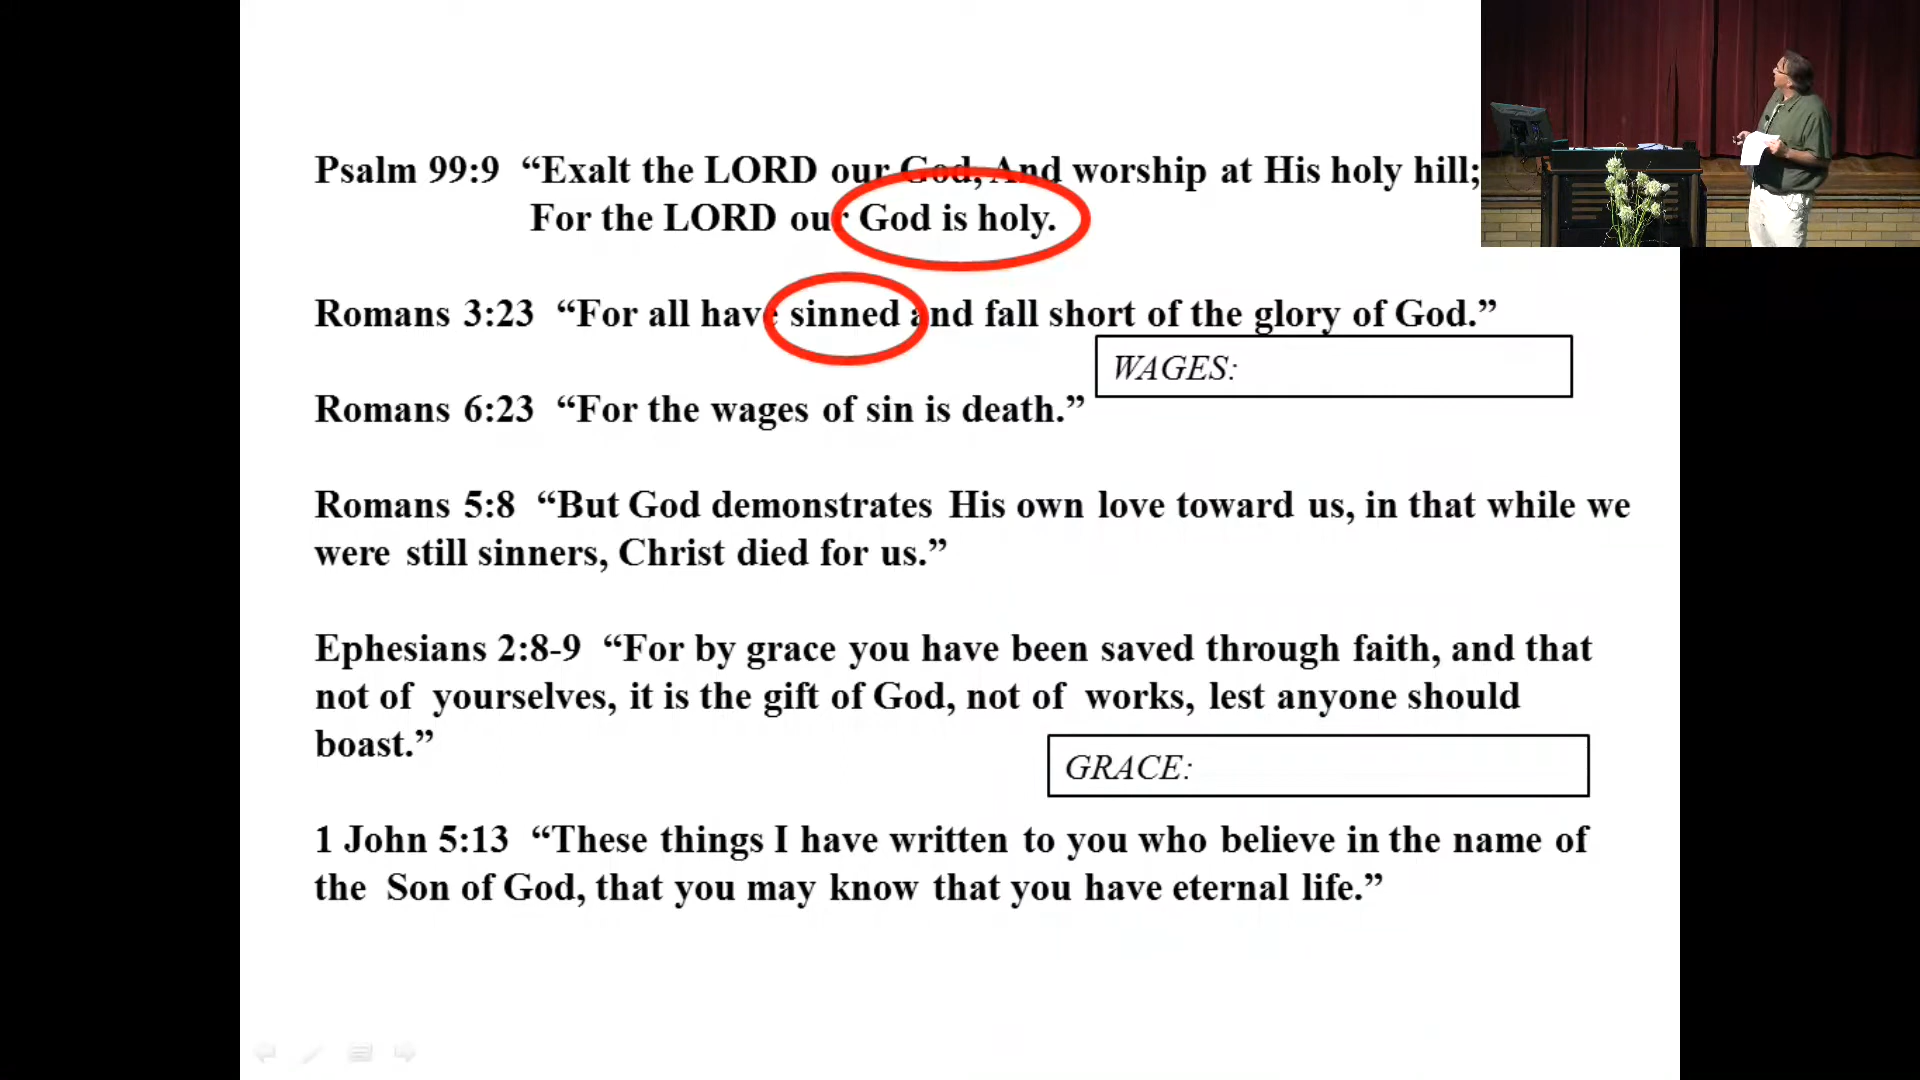 Psalm 99:9 “Exalt the LORD our God, And worship at His holy hill;
For the LORD our God is holy.
Romans 3:23 “For all have sinned and fall short of the glory of God.”
WAGES:
Romans 6:23 “For the wages of sin is death.”
Romans 5:8 “But God demonstrates His own love toward us, in that while we
were still sinners, Christ died for us.”
Ephesians 2:8-9 “For by grace you have been saved through faith, and that
not of yourselves, it is the gift of God, not of works, lest anyone should
boast.”
GRACE:
1 John 5:13 “These things I have written to you who believe in the name of
the Son of God, that you may know that you have eternal life.”